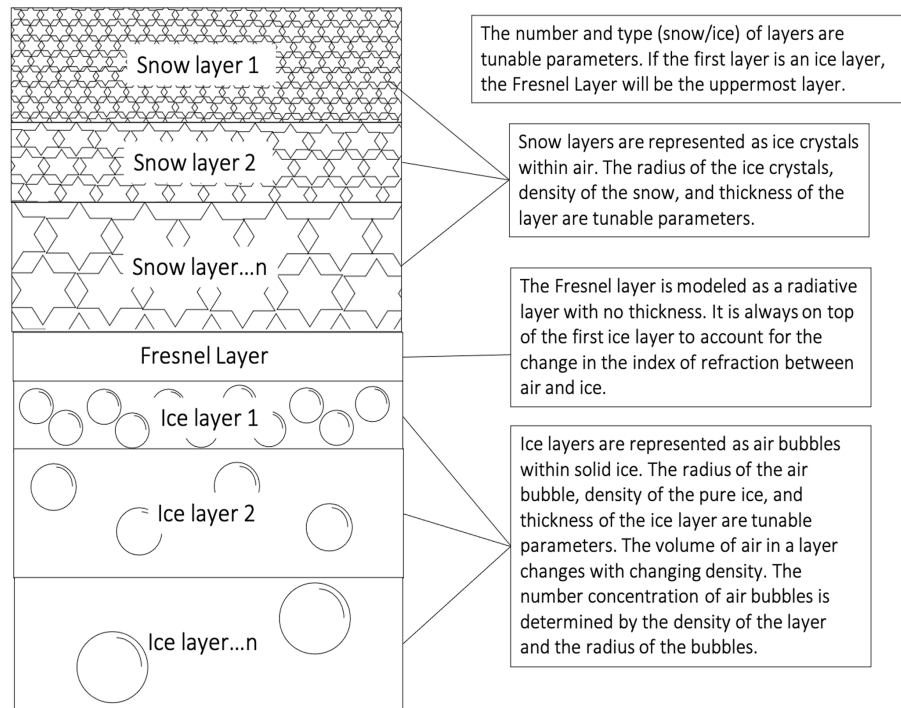 Snow layer 1
Snow layer 2
Snow layer...n
Fresnel Layer
Ice layer 1
Ice layer 2
Ice layer...n
The number and type (snow/ice) of layers are
tunable parameters. If the first layer is an ice layer,
the Fresnel Layer will be the uppermost layer.
Snow layers are represented as ice crystals
within air. The radius of the ice crystals,
density of the snow, and thickness of the
layer are tunable parameters.
The Fresnel layer is modeled as a radiative
layer with no thickness. It is always on top
of the first ice layer to account for the
change in the index of refraction between
air and ice.
Ice layers are represented as air bubbles
within solid ice. The radius of the air
bubble, density of the pure ice, and
thickness of the ice layer are tunable
parameters. The volume of air in a layer
changes with changing density. The
number concentration of air bubbles is
determined by the density of the layer
and the radius of the bubbles.